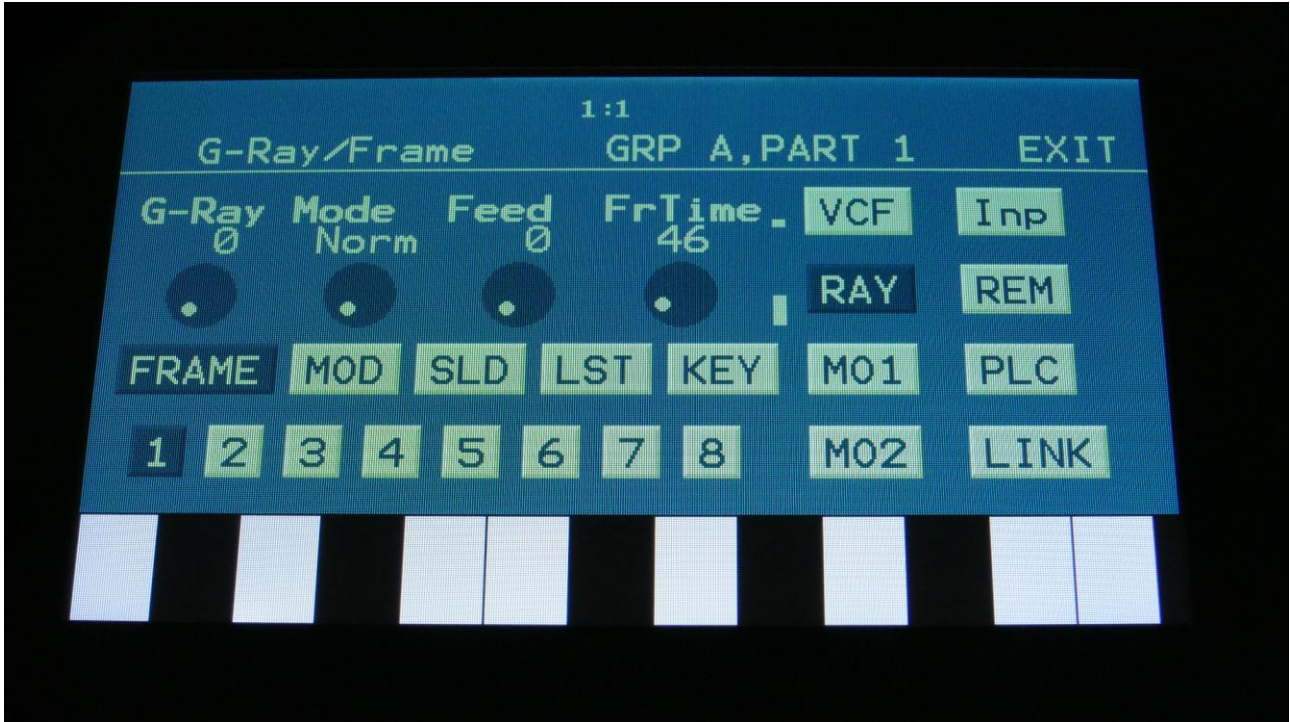 1:1
G-Ray/Frame GRP A,PART 1 EXIT
G-Ray Mode Feed FrTime VCF Inp
0 Norm 0 46
RAY REM
FRAME MOD SLD LST KEY MO1 PLC
1 2 3 4 5 6 7 8 MO2 LINK